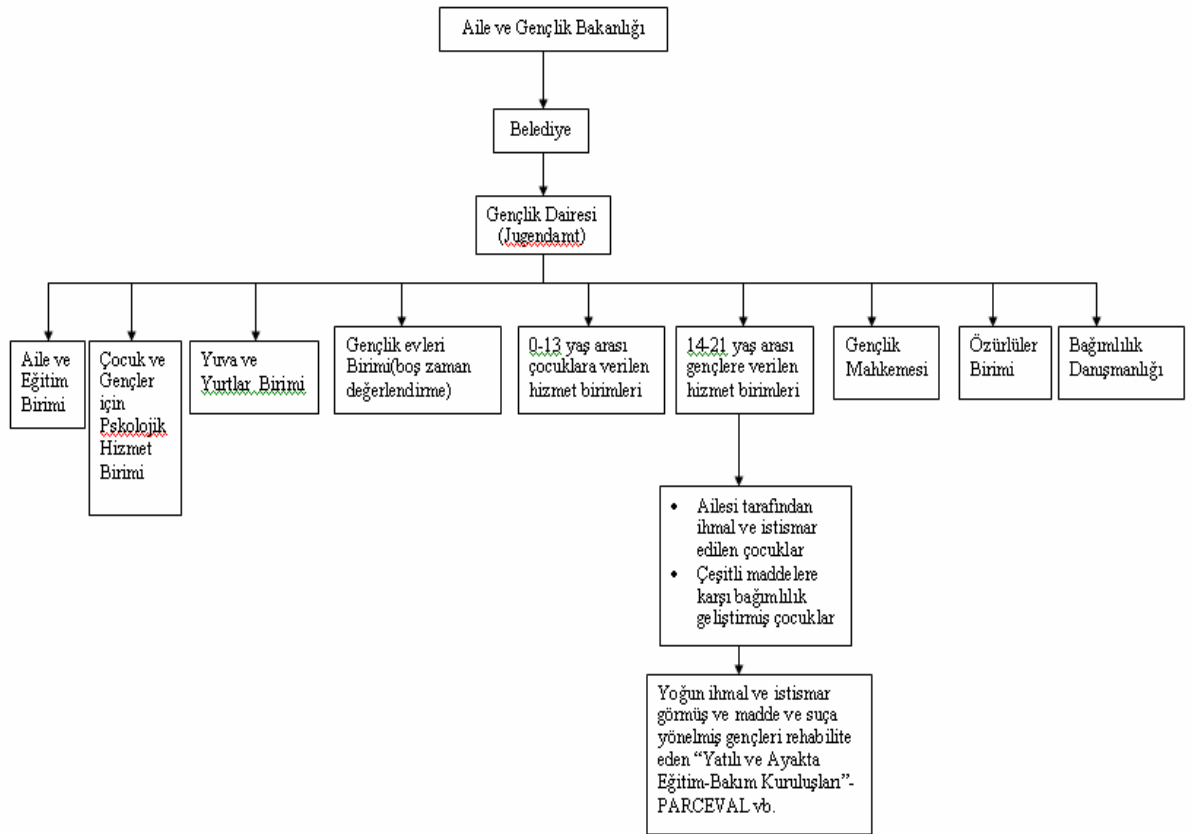 Aile ve Gençlik Bakanlığı
Belediye
Gençlik Dairesi
(Jugendamt)
Aile ve
Eğitim
Birimi
Çocuk ve
Gençler
için
Pskolojik
Hizmet
Birimi
Yuva ve
Yurtlar Birimi
Gençlik evleri
Birimi(boş zaman
değerlendirme)
0-13 yaş arası
çocuklara verilen
hizmet birimleri
14-21 yaş arası
gençlere verilen
hizmet birimleri
Gençlik
Mahkemesi
Özürlüler
Birimi
Bağımlılık
Danışmanlığı
• Ailesi tarafından
ihmal ve istismar
edilen çocuklar
• Çeşitli maddelere
karşı bağımlılık
geliştirmiş çocuklar
Yoğun ihmal ve istismar
görmüş ve madde ve suça
yönelmiş gençleri rehabilite
eden “Yatılı ve Ayakta
Eğitim-Bakım Kuruluşları”-
PARCEVAL vb.